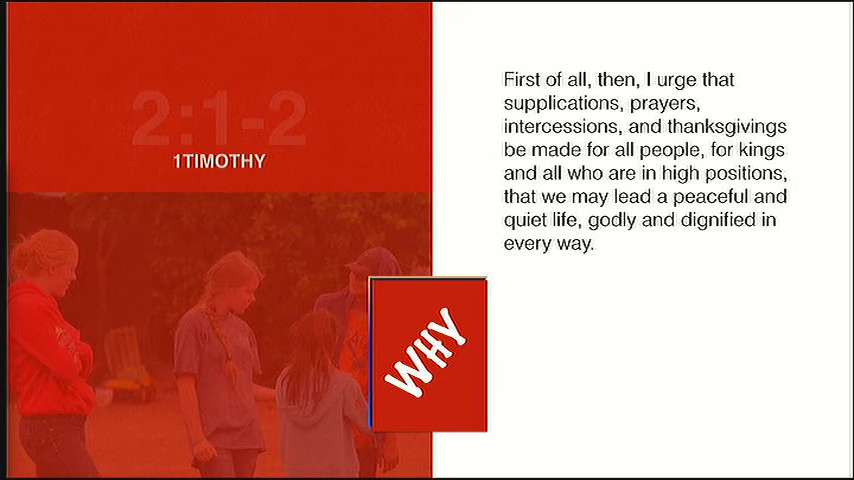 2:1-2
1TIMOTHY
First of all, then, I urge that
supplications, prayers,
intercessions, and thanksgivings
be made for all people, for kings
and all who are in high positions,
that we may lead a peaceful and
quiet life, godly and dignified in
every way.
WHY